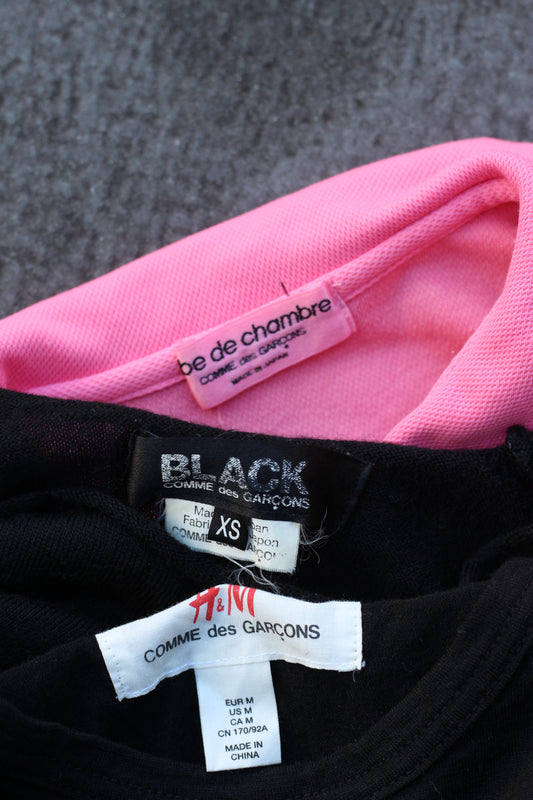 be de chambre
COMME des GARÇONS
MADE IN JAPAN
BLACK
COMME des GARÇONS
XS
H&M
COMME des GARÇONS
EUR M
US M
CA M
CN 170/92A
MADE IN
CHINA